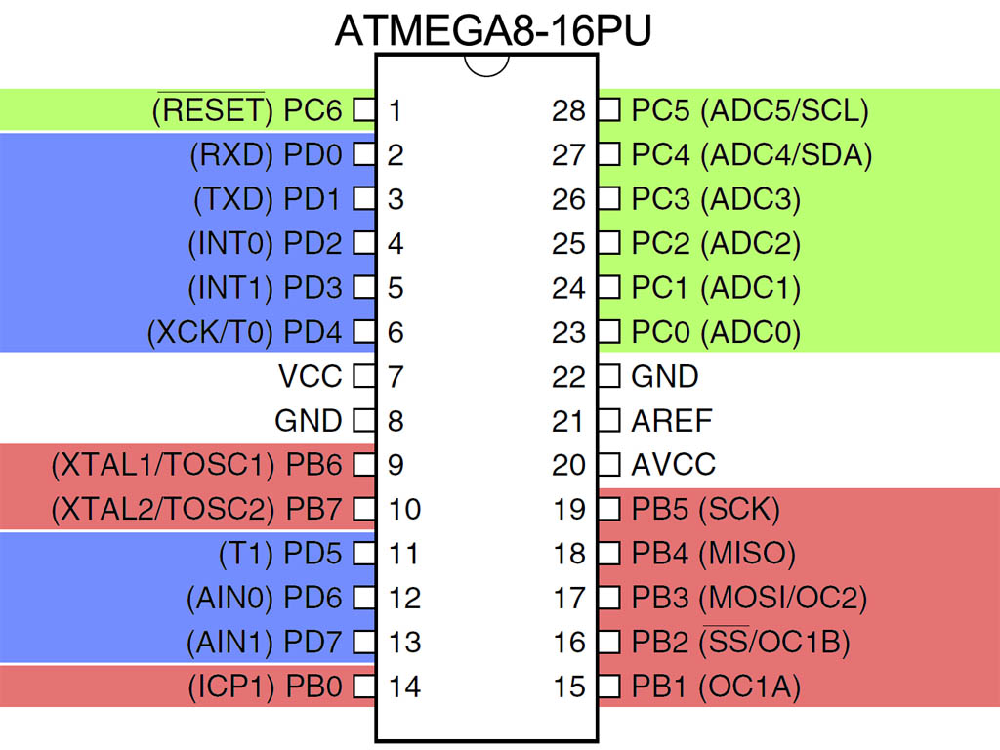 ATMEGA8-16PU
(RESET) PC6 1 28 PC5 (ADC5/SCL)
(RXD) PD0 2 27 PC4 (ADC4/SDA)
(TXD) PD1 3 26 PC3 (ADC3)
(INT0) PD2 4 25 PC2 (ADC2)
(INT1) PD3 5 24 PC1 (ADC1)
(XCK/T0) PD4 6 23 PC0 (ADC0)
VCC 7 22 GND
GND 8 21 AREF
(XTAL1/TOSC1) PB6 9 20 AVCC
(XTAL2/TOSC2) PB7 10 19 PB5 (SCK)
(T1) PD5 11 18 PB4 (MISO)
(AIN0) PD6 12 17 PB3 (MOSI/OC2)
(AIN1) PD7 13 16 PB2 (SS/OC1B)
(ICP1) PB0 14 15 PB1 (OC1A)